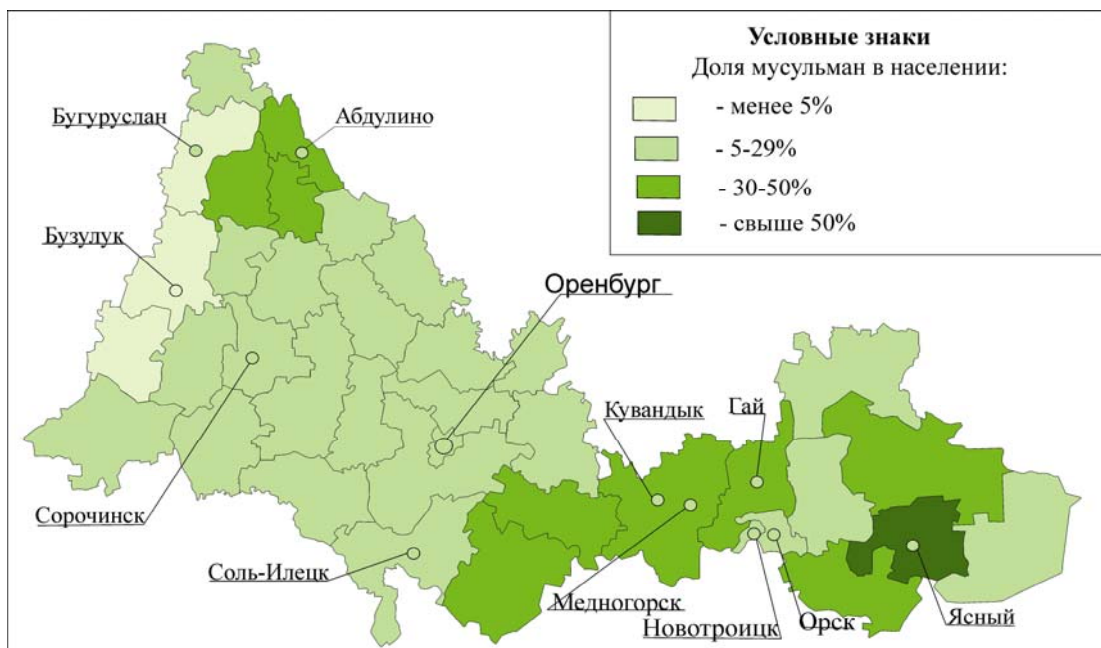 Условные знаки
Доля мусульман в населении:
- менее 5%
- 5-29%
- 30-50%
- свыше 50%
Бугуруслан
Абдулино
Бузулук
Оренбург
Кувандык
Гай
Сорочинск
Соль-Илецк
Медногорск
Новотроицк
Орск
Ясный